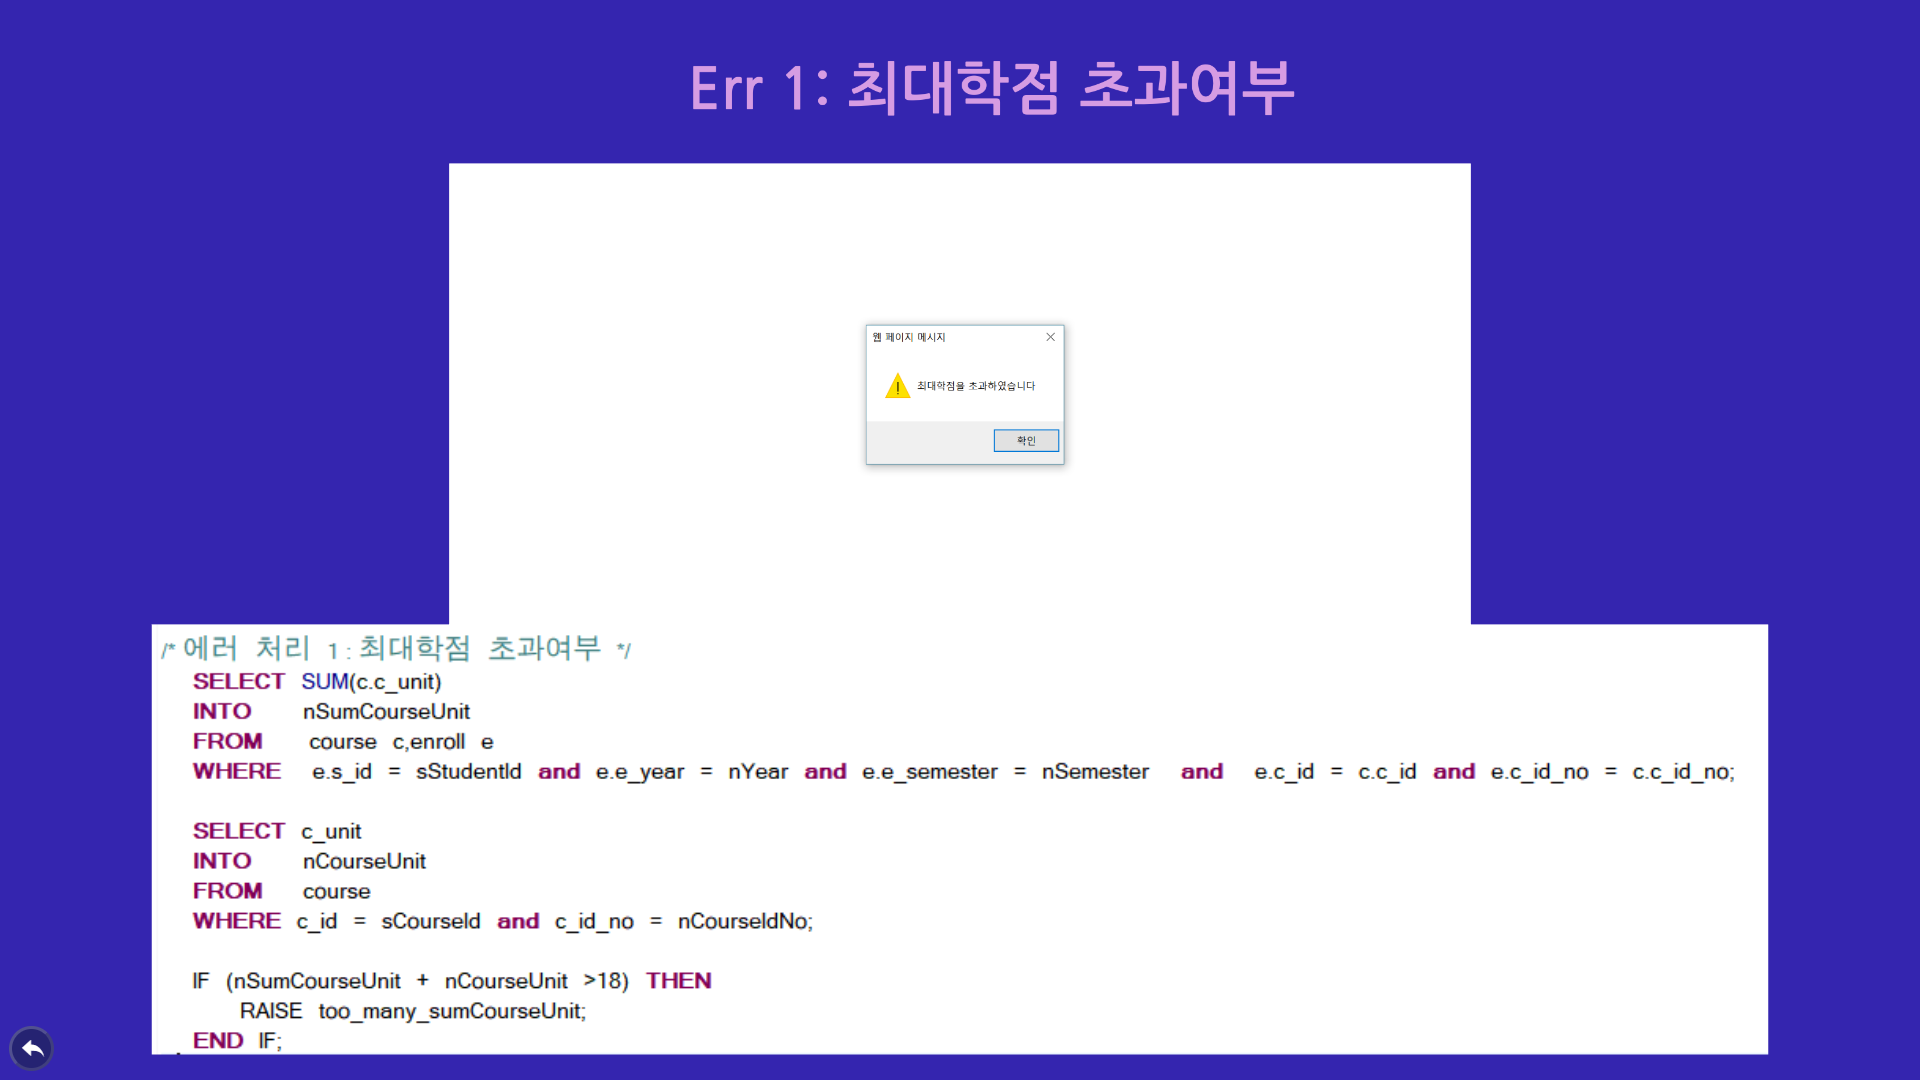 Err 1: 최대학점 초과여부
웹 페이지 메시지
최대학점을 초과하였습니다
확인
/* 에러 처리 1 : 최대학점 초과여부 */
SELECT SUM(c.c_unit)
INTO nSumCourseUnit
FROM course c,enroll e
WHERE e.s_id = sStudentId and e.e_year = nYear and e.e_semester = nSemester and e.c_id = c.c_id and e.c_id_no = c.c_id_no;
SELECT c_unit
INTO nCourseUnit
FROM course
WHERE c_id = sCourseId and c_id_no = nCourseIdNo;
IF (nSumCourseUnit + nCourseUnit >18) THEN
RAISE too_many_sumCourseUnit;
END IF;